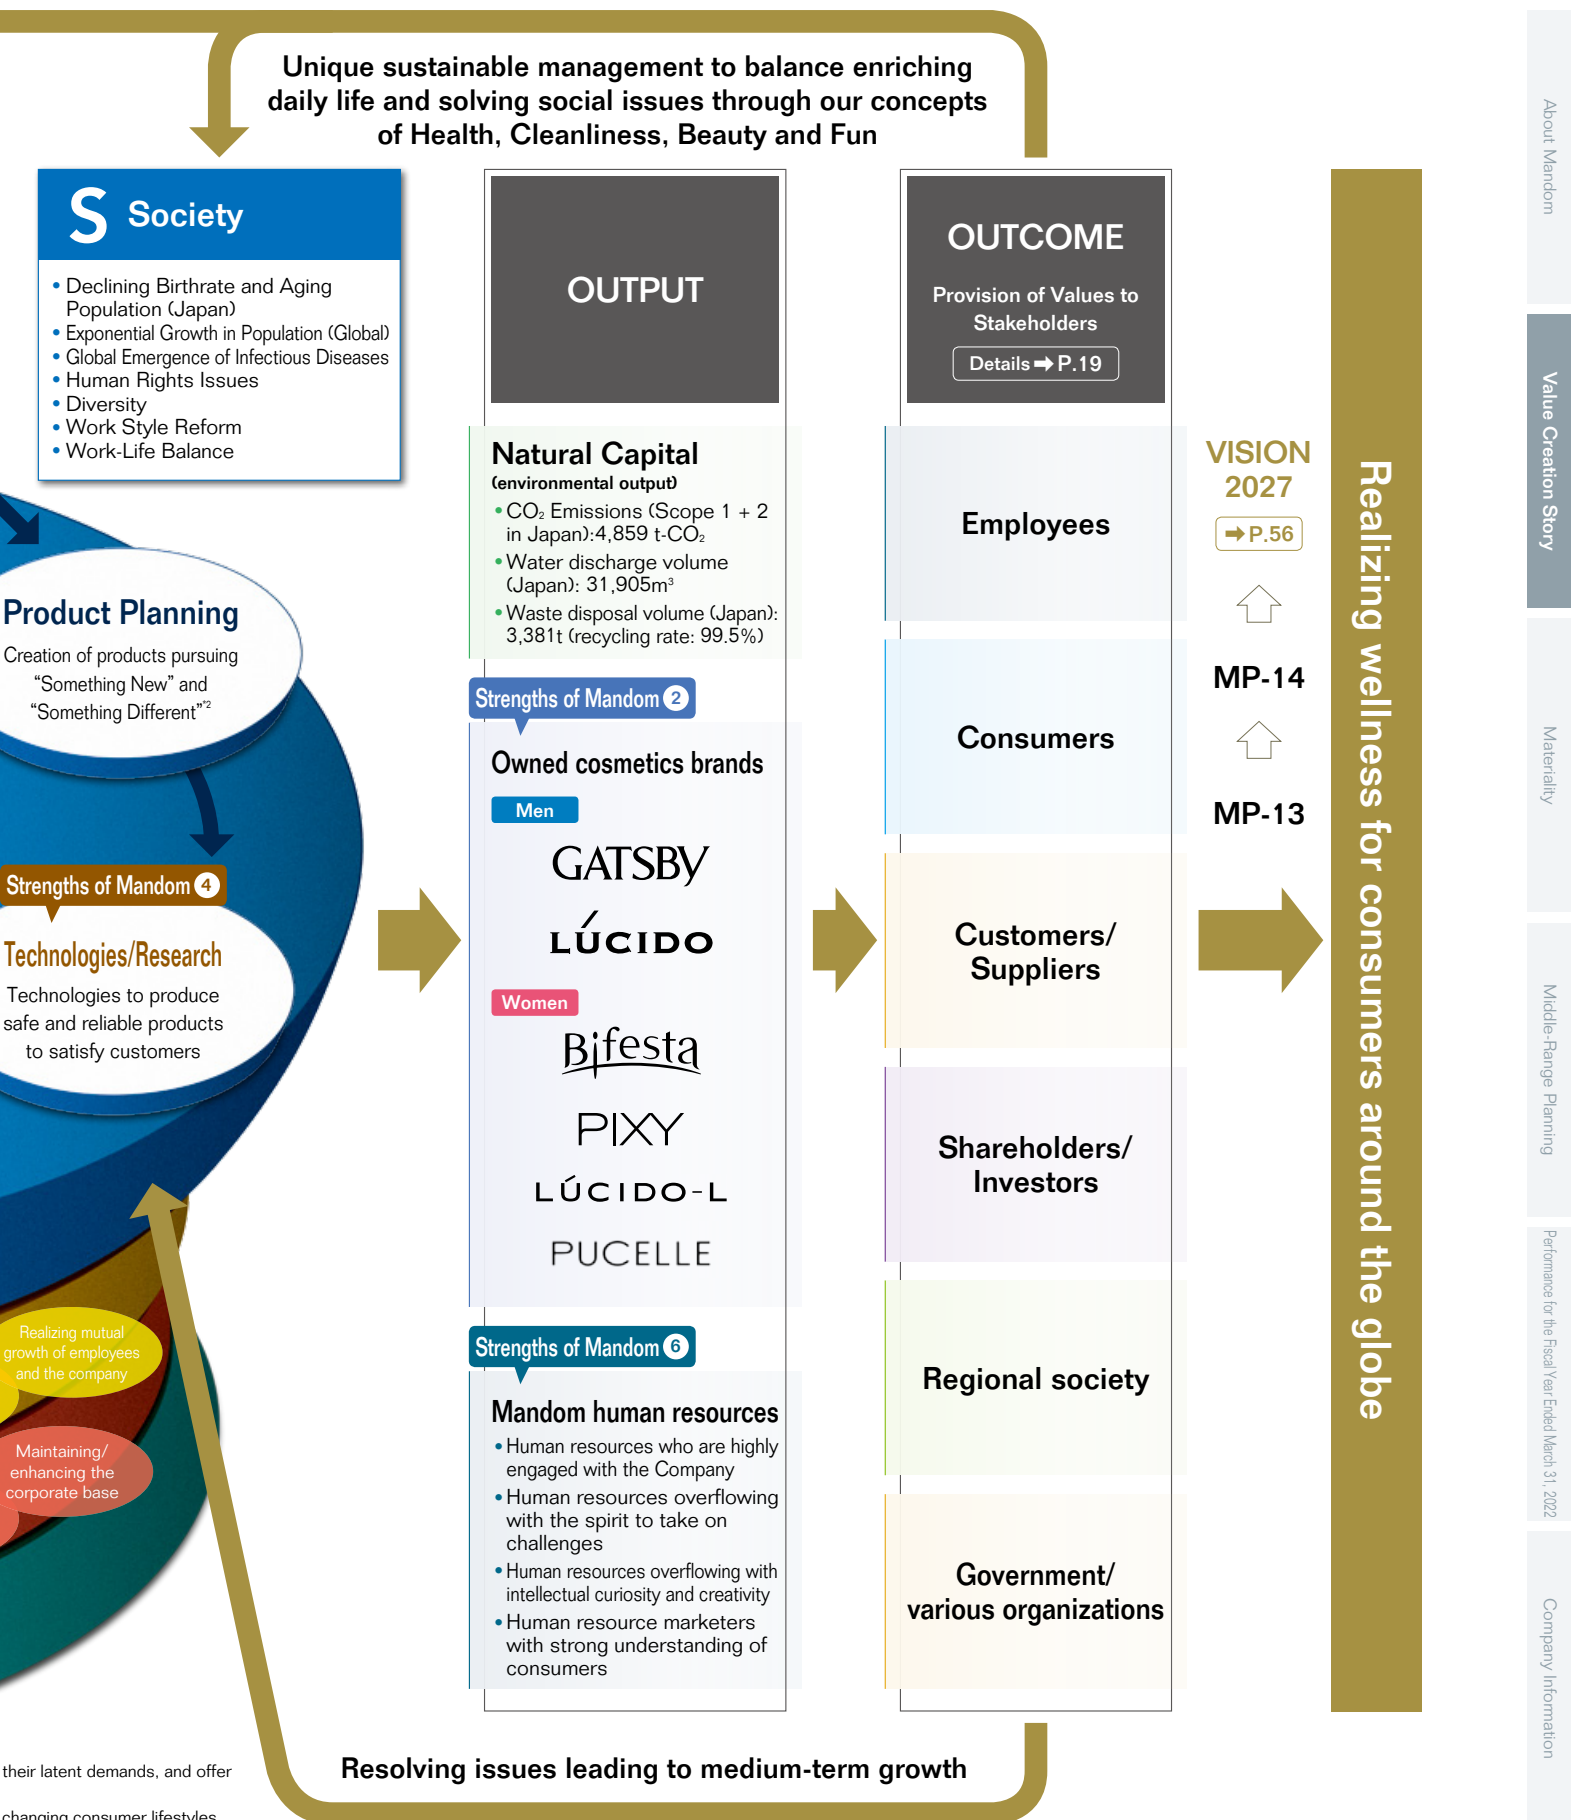 Unique sustainable management to balance enriching
daily life and solving social issues through our concepts
of Health, Cleanliness, Beauty and Fun
S Society
• Declining Birthrate and Aging
Population (Japan)
• Exponential Growth in Population (Global)
• Global Emergence of Infectious Diseases
• Human Rights Issues
• Diversity
• Work Style Reform
• Work-Life Balance
Product Planning
Creation of products pursuing
“Something New” and
“Something Different”*2
Strengths of Mandom 4
Technologies/Research
Technologies to produce
safe and reliable products
to satisfy customers
Realizing mutual
growth of employees
and the company
Maintaining/
enhancing the
corporate base
their latent demands, and offer
changing consumer lifestyles
OUTPUT
Natural Capital
(environmental output)
• CO₂ Emissions (Scope 1 + 2
in Japan):4,859 t-CO₂
• Water discharge volume
(Japan): 31,905m³
• Waste disposal volume (Japan):
3,381t (recycling rate: 99.5%)
Strengths of Mandom 2
Owned cosmetics brands
Men
GATSBY
LÚCIDO
Women
Bifesta
PIXY
LÚCIDO-L
PUCELLE
Strengths of Mandom 6
Mandom human resources
• Human resources who are highly
engaged with the Company
• Human resources overflowing
with the spirit to take on
challenges
• Human resources overflowing with
intellectual curiosity and creativity
• Human resource marketers
with strong understanding of
consumers
OUTCOME
Provision of Values to
Stakeholders
Details ➡ P.19
Employees
Consumers
Customers/
Suppliers
Shareholders/
Investors
Regional society
Government/
various organizations
VISION
2027
➡ P.56
MP-14
MP-13
Realizing wellness for consumers around the globe
Resolving issues leading to medium-term growth
About Mandom
Value Creation Story
Materiality
Middle-Range Planning
Performance for the Fiscal Year Ended March 31, 2022
Company Information